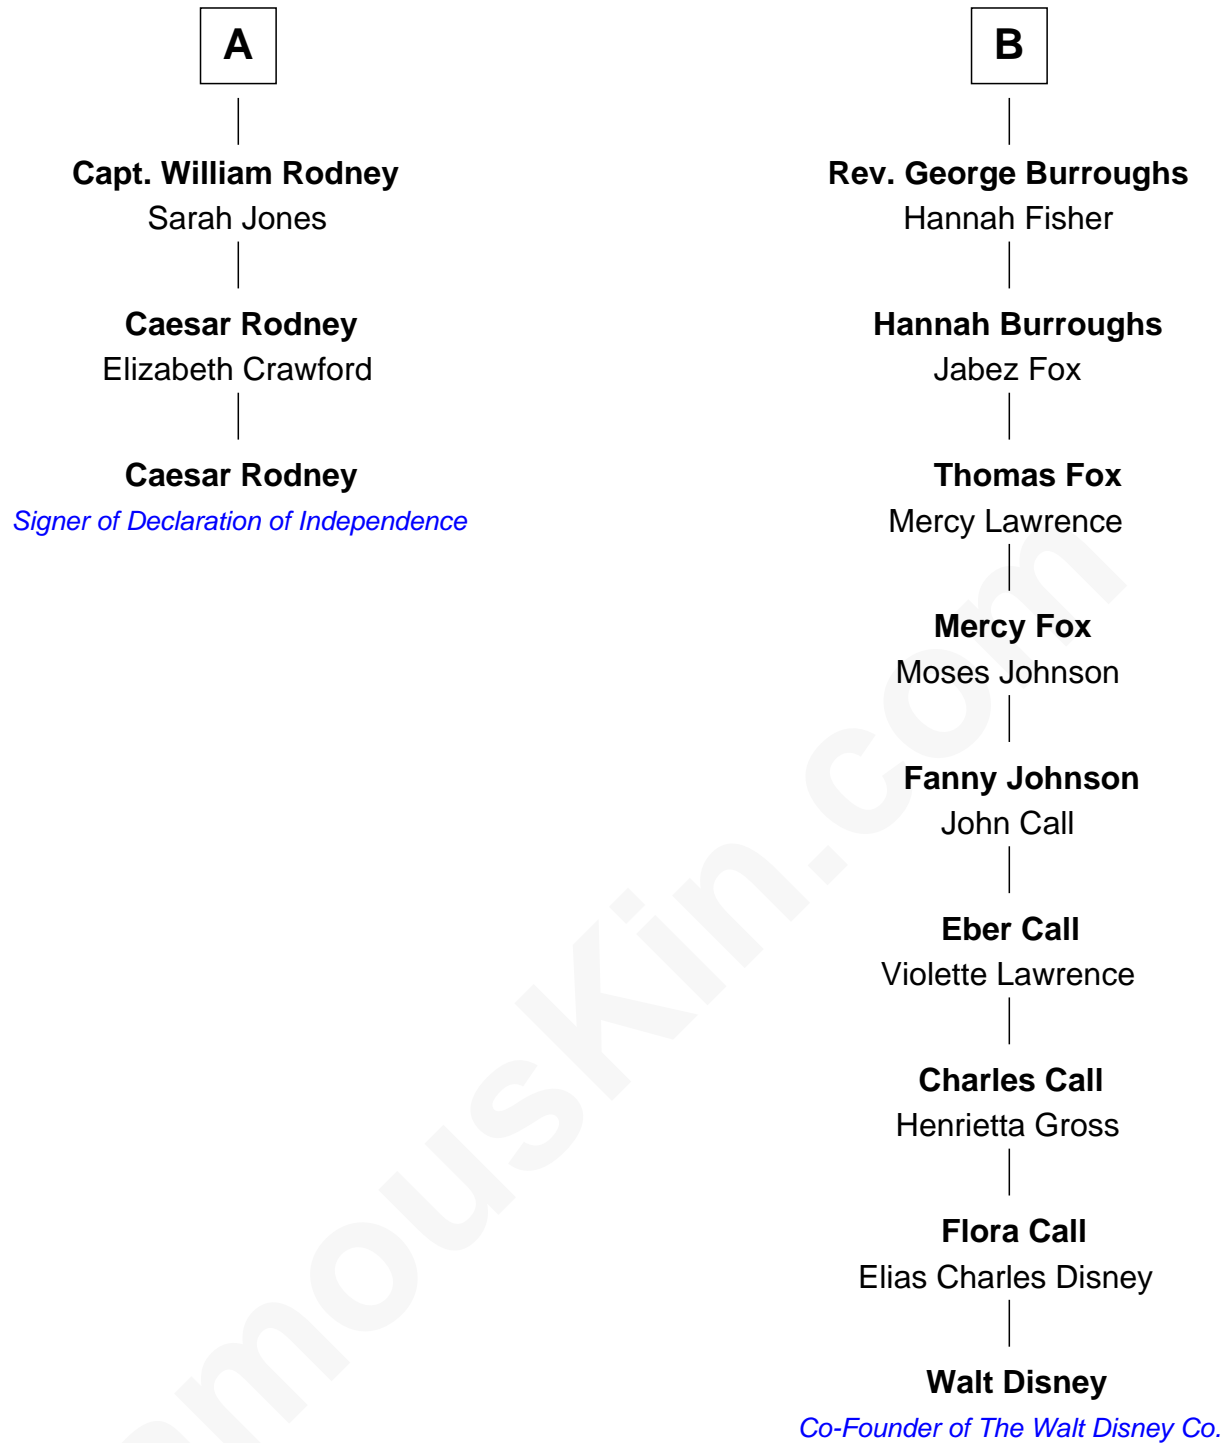 A
Capt. William Rodney
Sarah Jones
Caesar Rodney
Elizabeth Crawford
Caesar Rodney
Signer of Declaration of Independence
B
Rev. George Burroughs
Hannah Fisher
Hannah Burroughs
Jabez Fox
Thomas Fox
Mercy Lawrence
Mercy Fox
Moses Johnson
Fanny Johnson
John Call
Eber Call
Violette Lawrence
Charles Call
Henrietta Gross
Flora Call
Elias Charles Disney
Walt Disney
Co-Founder of The Walt Disney Co.
amouskin.com